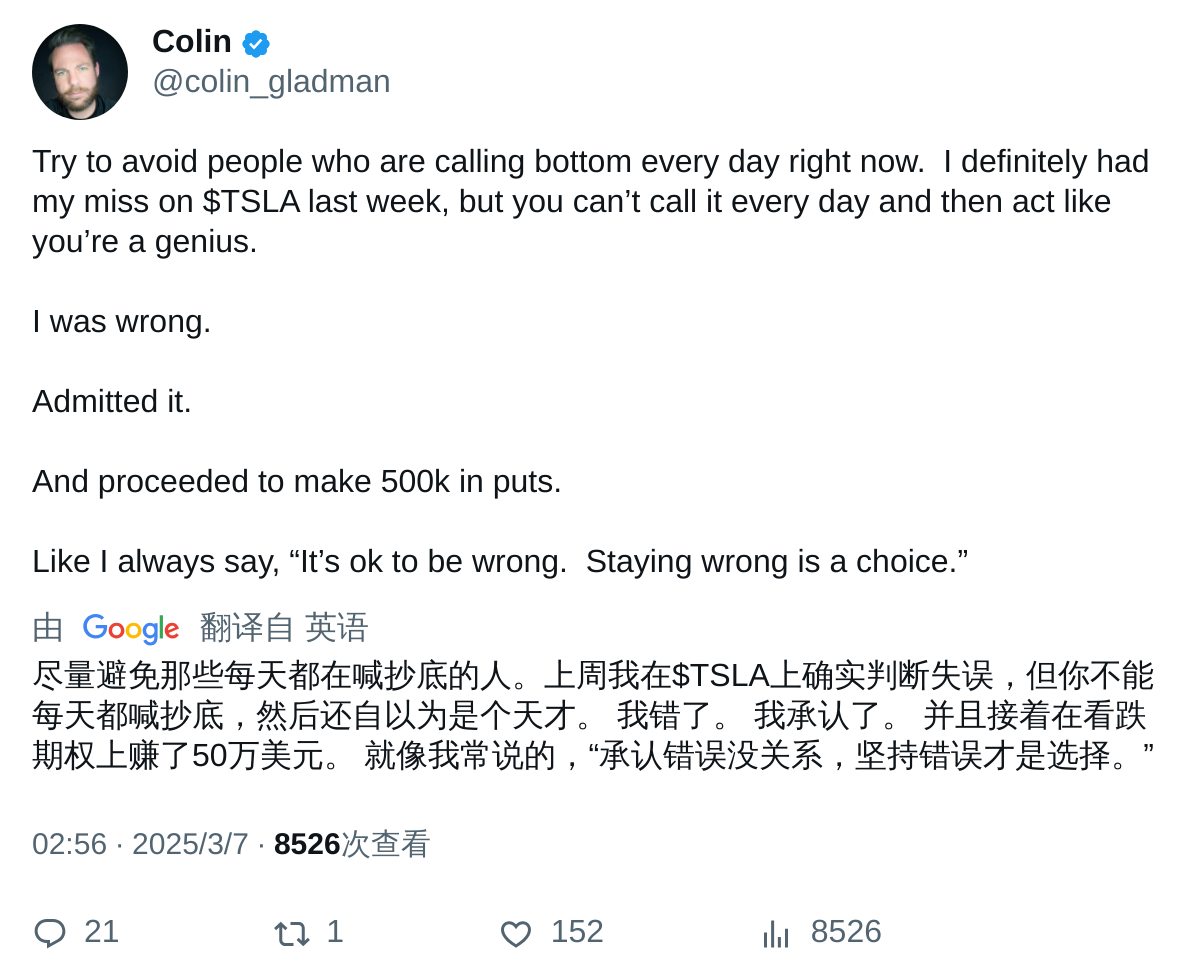 Colin
@colin_gladman
Try to avoid people who are calling bottom every day right now.  I definitely had
my miss on $TSLA last week, but you can’t call it every day and then act like
you’re a genius.
I was wrong.
Admitted it.
And proceeded to make 500k in puts.
Like I always say, “It’s ok to be wrong.  Staying wrong is a choice.”
由 Google 翻译自 英语
尽量避免那些每天都在喊抄底的人。上周我在$TSLA上确实判断失误，但你不能
每天都喊抄底，然后还自以为是个天才。 我错了。 我承认了。 并且接着在看跌
期权上赚了50万美元。 就像我常说的，“承认错误没关系，坚持错误才是选择。”
02:56 · 2025/3/7 · 8526次查看
21 1 152 8526